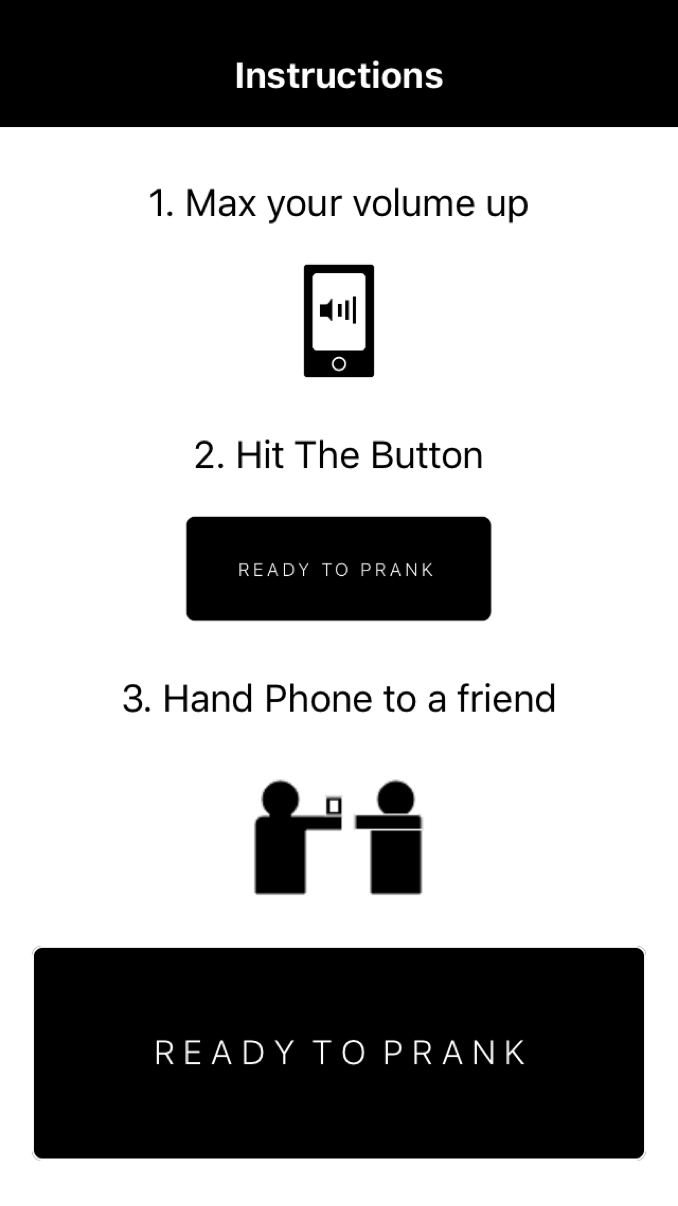 Instructions
1. Max your volume up
2. Hit The Button
READY TO PRANK
3. Hand Phone to a friend
READY TO PRANK